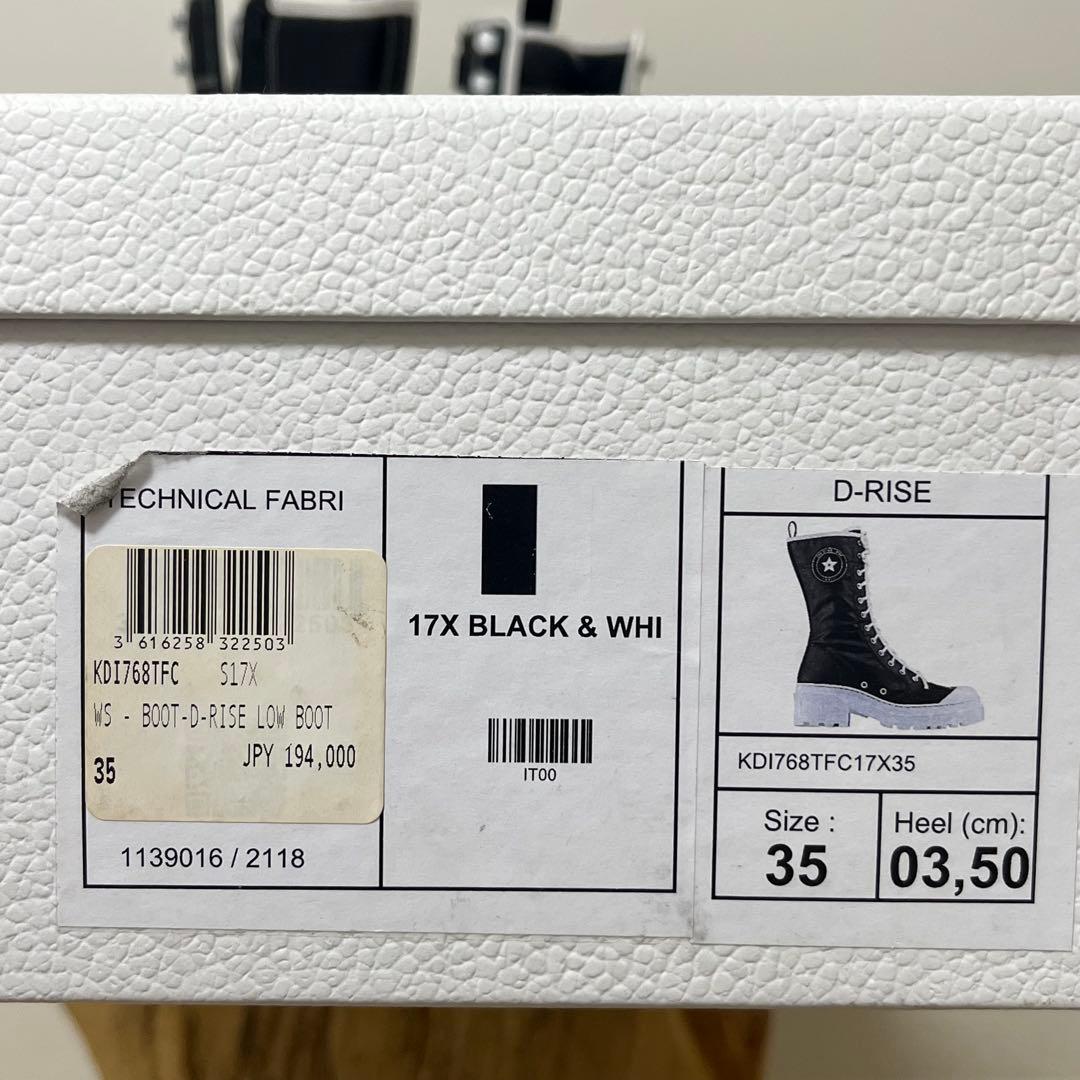 TECHNICAL FABRI
3 616258 322503
KDI768TFC S17X
WS - BOOT-D-RISE LOW BOOT
JPY 194,000
35
1139016 / 2118
17X BLACK & WHI
IT00
D-RISE
KDI768TFC17X35
Size :
35
Heel (cm):
03,50